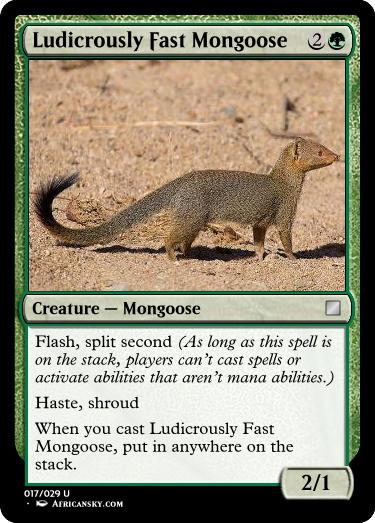 Ludicrously Fast Mongoose 2
Creature — Mongoose
Flash, split second (As long as this spell is
on the stack, players can't cast spells or
activate abilities that aren't mana abilities.)
Haste, shroud
When you cast Ludicrously Fast
Mongoose, put in anywhere on the
stack.
2/1
017/029 U
AFRICANSKY.COM